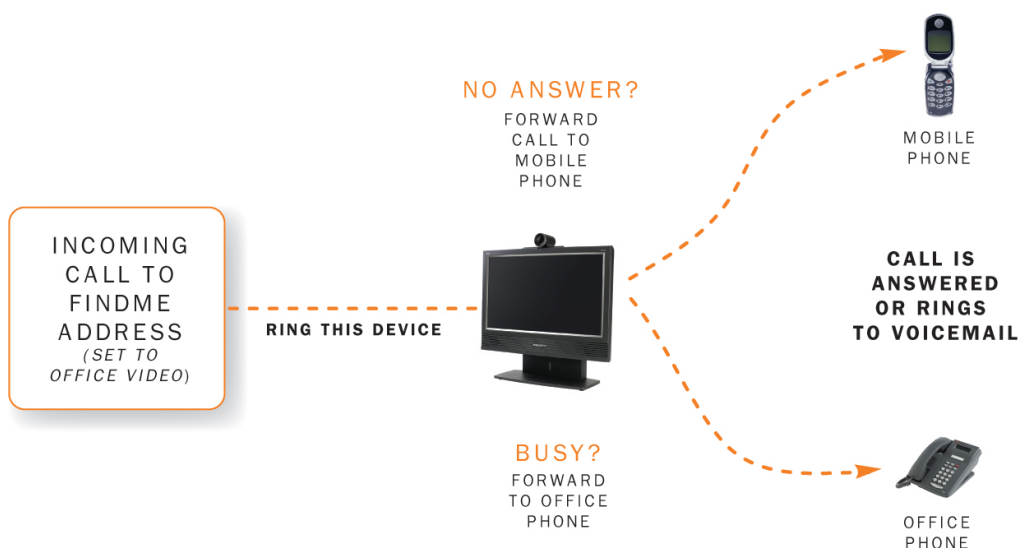 NO ANSWER?
FORWARD
CALL TO
MOBILE
PHONE
MOBILE
PHONE
INCOMING
CALL TO
FINDME
ADDRESS
(SET TO
OFFICE VIDEO)
RING THIS DEVICE
CALL IS
ANSWERED
OR RINGS
TO VOICEMAIL
BUSY?
FORWARD
TO OFFICE
PHONE
OFFICE
PHONE